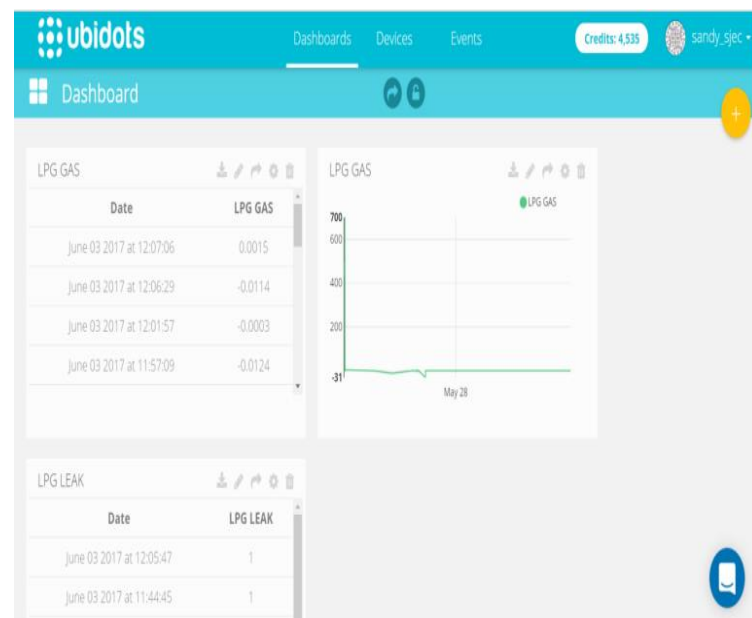 ubidots
Dashboards Devices Events
Credits: 4,535
sandy_sjec
Dashboard
+
LPG GAS
Date LPG GAS
June 03 2017 at 12:07:06 0.0015
June 03 2017 at 12:06:29 -0.0114
June 03 2017 at 12:01:57 -0.0003
June 03 2017 at 11:57:09 -0.0124
LPG GAS
LPG GAS
700
600
400
200
-31
May 28
LPG LEAK
Date LPG LEAK
June 03 2017 at 12:05:47 1
June 03 2017 at 11:44:45 1